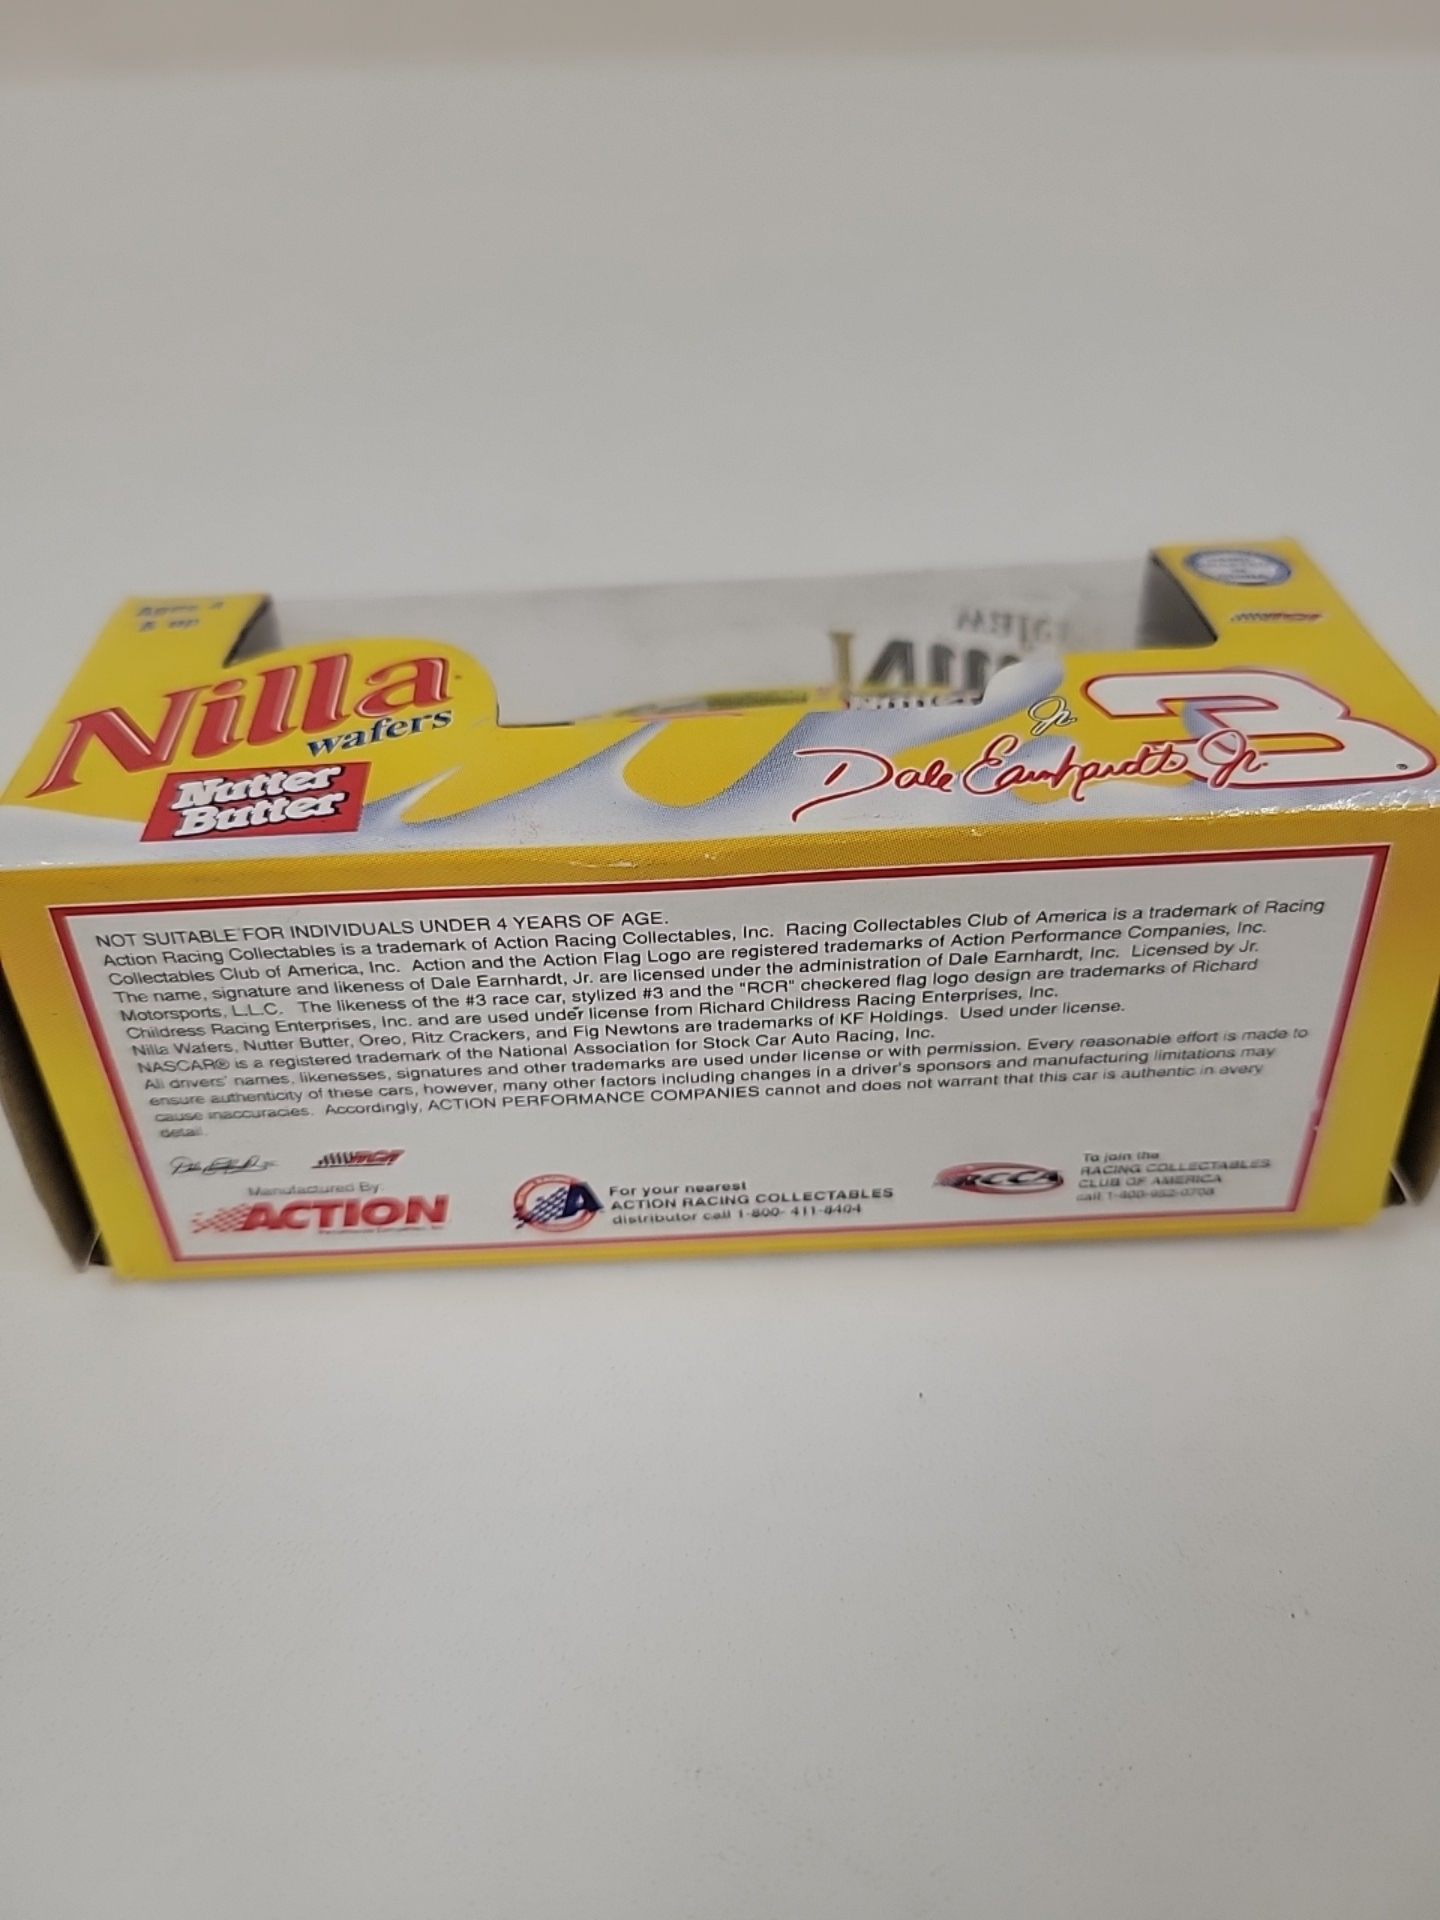 Ages 4
& up
Nilla
wafers
Nutter
Butter
Jr.
3
Dale Earnhardt Jr.
NOT SUITABLE FOR INDIVIDUALS UNDER 4 YEARS OF AGE.
Action Racing Collectables is a trademark of Action Racing Collectables, Inc. Racing Collectables Club of America is a trademark of Racing
Collectables Club of America, Inc. Action and the Action Flag Logo are registered trademarks of Action Performance Companies, Inc.
The name, signature and likeness of Dale Earnhardt, Jr. are licensed under the administration of Dale Earnhardt, Inc. Licensed by Jr.
Motorsports, L.L.C. The likeness of the #3 race car, stylized #3 and the "RCR" checkered flag logo design are trademarks of Richard
Childress Racing Enterprises, Inc. and are used under license from Richard Childress Racing Enterprises, Inc.
Nilla Wafers, Nutter Butter, Oreo, Ritz Crackers, and Fig Newtons are trademarks of KF Holdings. Used under license.
NASCAR® is a registered trademark of the National Association for Stock Car Auto Racing, Inc.
All drivers' names, likenesses, signatures and other trademarks are used under license or with permission. Every reasonable effort is made to
ensure authenticity of these cars, however, many other factors including changes in a driver's sponsors and manufacturing limitations may
cause inaccuracies. Accordingly, ACTION PERFORMANCE COMPANIES cannot and does not warrant that this car is authentic in every
detail.
RCR
Manufactured By:
ACTION
A
For your nearest
ACTION RACING COLLECTABLES
distributor call 1-800-411-8404
RCCA
To join the
RACING COLLECTABLES
CLUB OF AMERICA
call 1-800-952-0708